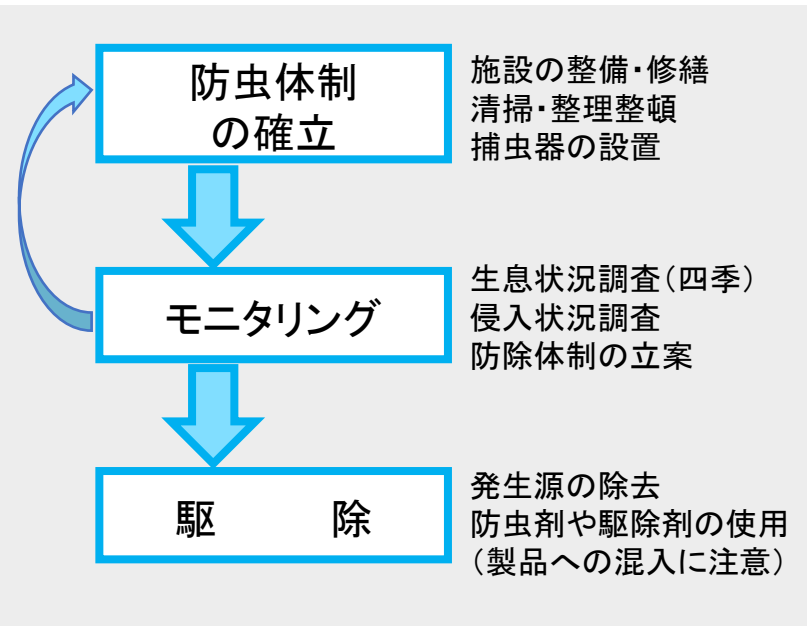 防虫体制
の確立
施設の整備・修繕
清掃・整理整頓
捕虫器の設置
モニタリング
生息状況調査（四季）
侵入状況調査
防除体制の立案
駆　　　除
発生源の除去
防虫剤や駆除剤の使用
（製品への混入に注意）